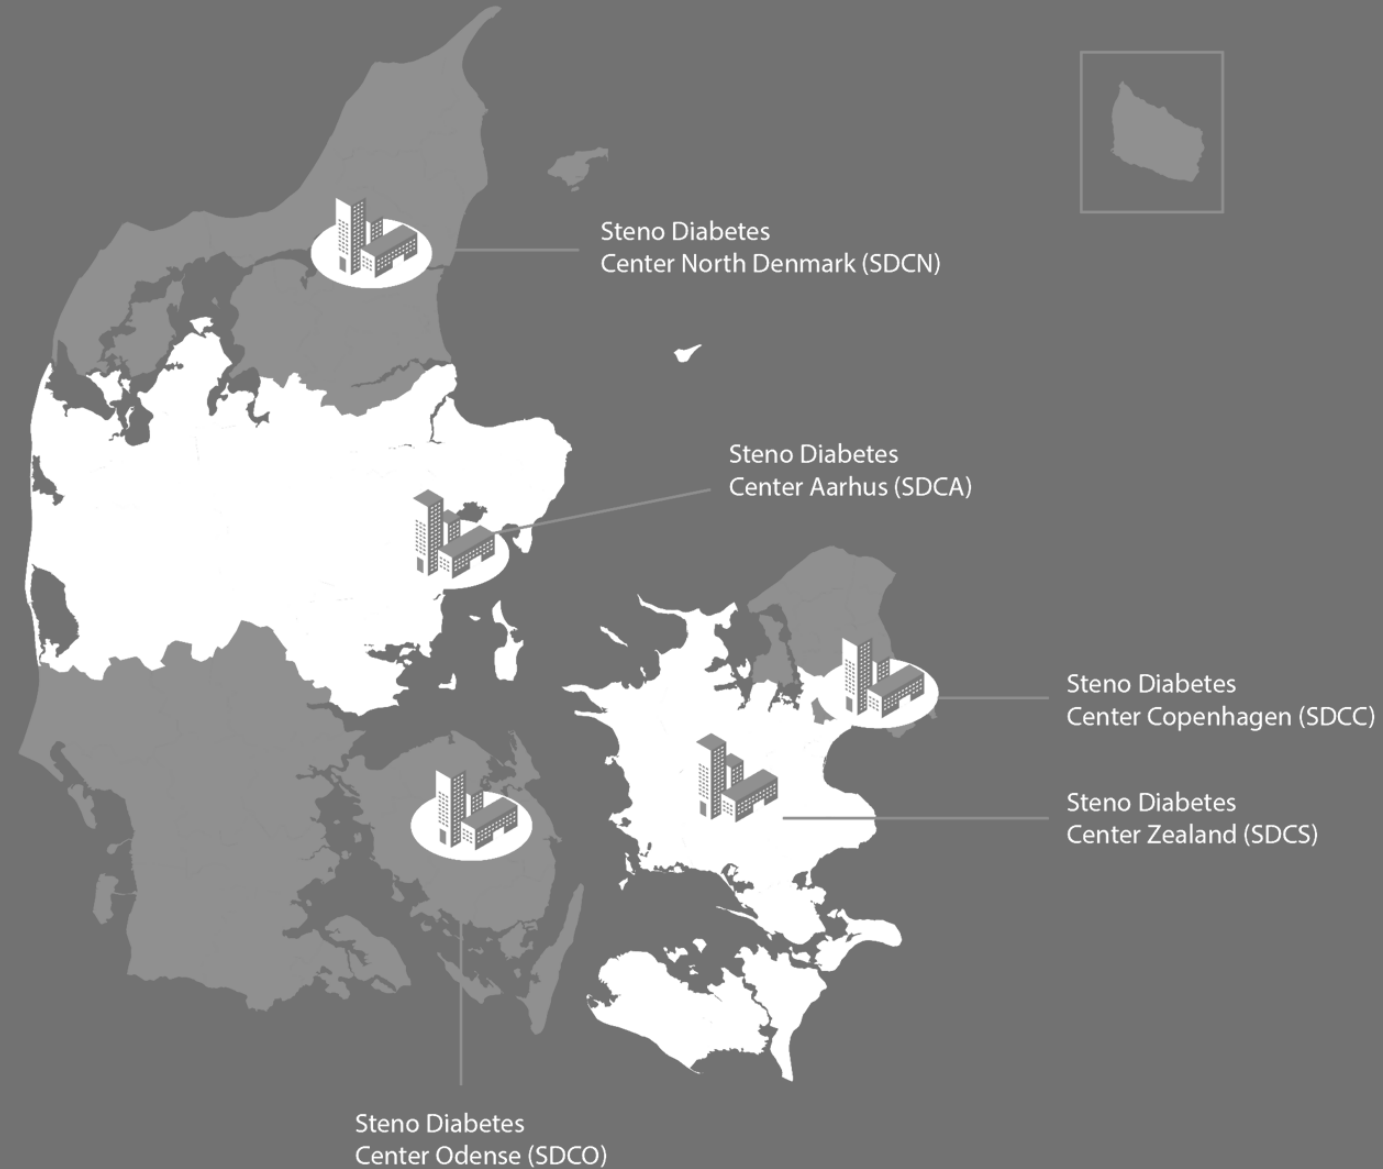 Steno Diabetes
Center North Denmark (SDCN)
Steno Diabetes
Center Aarhus (SDCA)
Steno Diabetes
Center Copenhagen (SDCC)
Steno Diabetes
Center Zealand (SDCS)
Steno Diabetes
Center Odense (SDCO)